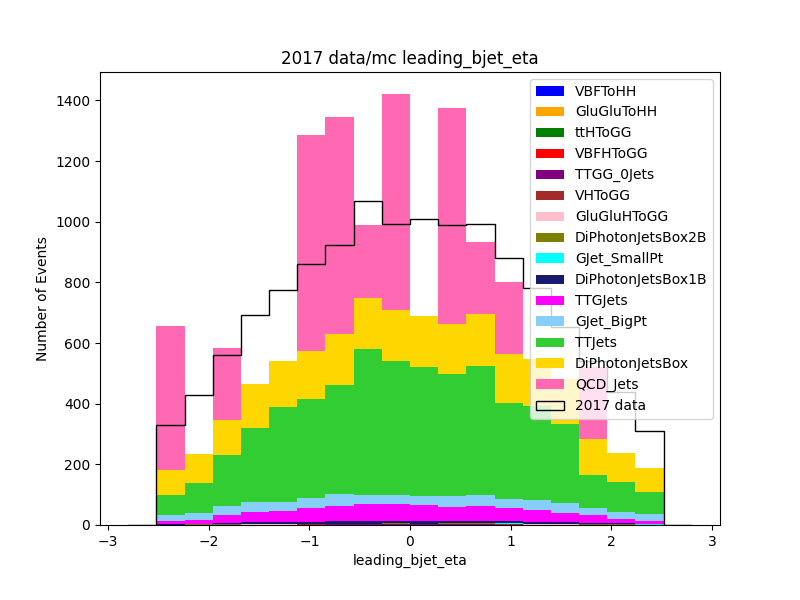 2017 data/mc leading_bjet_eta
Number of Events
1400
1200
1000
800
600
400
200
0
−3
−2
−1
0
1
2
3
leading_bjet_eta
VBFToHH
GluGluToHH
ttHToGG
VBFHToGG
TTGG_0Jets
VHToGG
GluGluHToGG
DiPhotonJetsBox2B
GJet_SmallPt
DiPhotonJetsBox1B
TTGJets
GJet_BigPt
TTJets
DiPhotonJetsBox
QCD_Jets
2017 data